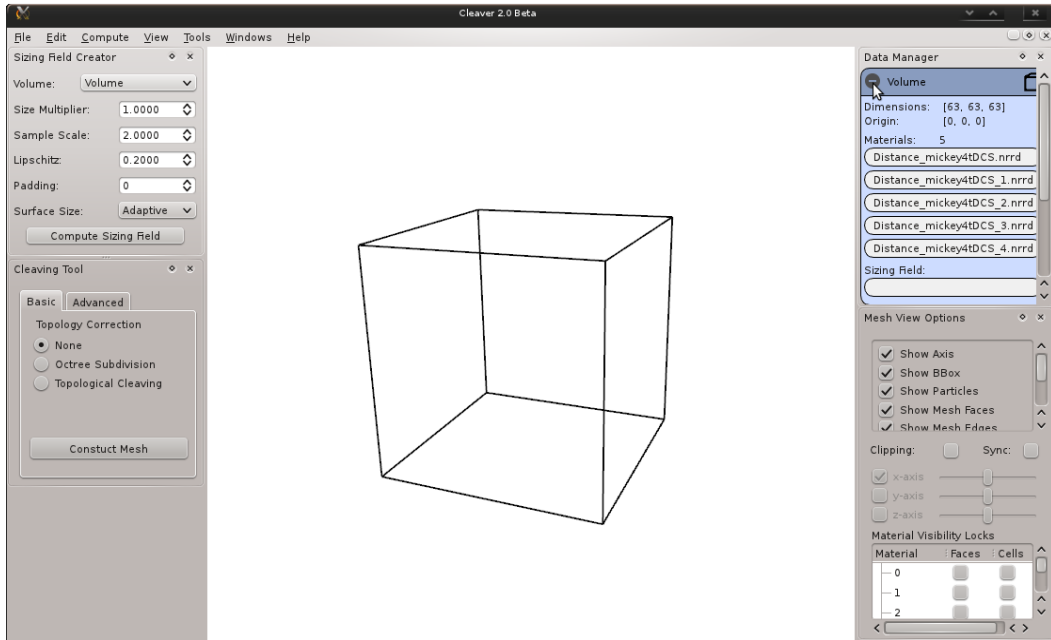 Cleaver 2.0 Beta
File Edit Compute View Tools Windows Help
Sizing Field Creator
Volume: Volume
Size Multiplier: 1.0000
Sample Scale: 2.0000
Lipschitz: 0.2000
Padding: 0
Surface Size: Adaptive
Compute Sizing Field
Cleaving Tool
Basic Advanced
Topology Correction
None
Octree Subdivision
Topological Cleaving
Constuct Mesh
Data Manager
Volume
Dimensions: [63, 63, 63]
Origin: [0, 0, 0]
Materials: 5
Distance_mickey4tDCS.nrrd
Distance_mickey4tDCS_1.nrrd
Distance_mickey4tDCS_2.nrrd
Distance_mickey4tDCS_3.nrrd
Distance_mickey4tDCS_4.nrrd
Sizing Field:
Mesh View Options
Show Axis
Show BBox
Show Particles
Show Mesh Faces
Show Mesh Edges
Clipping: Sync:
x-axis
y-axis
z-axis
Material Visibility Locks
Material Faces Cells
0
1
2